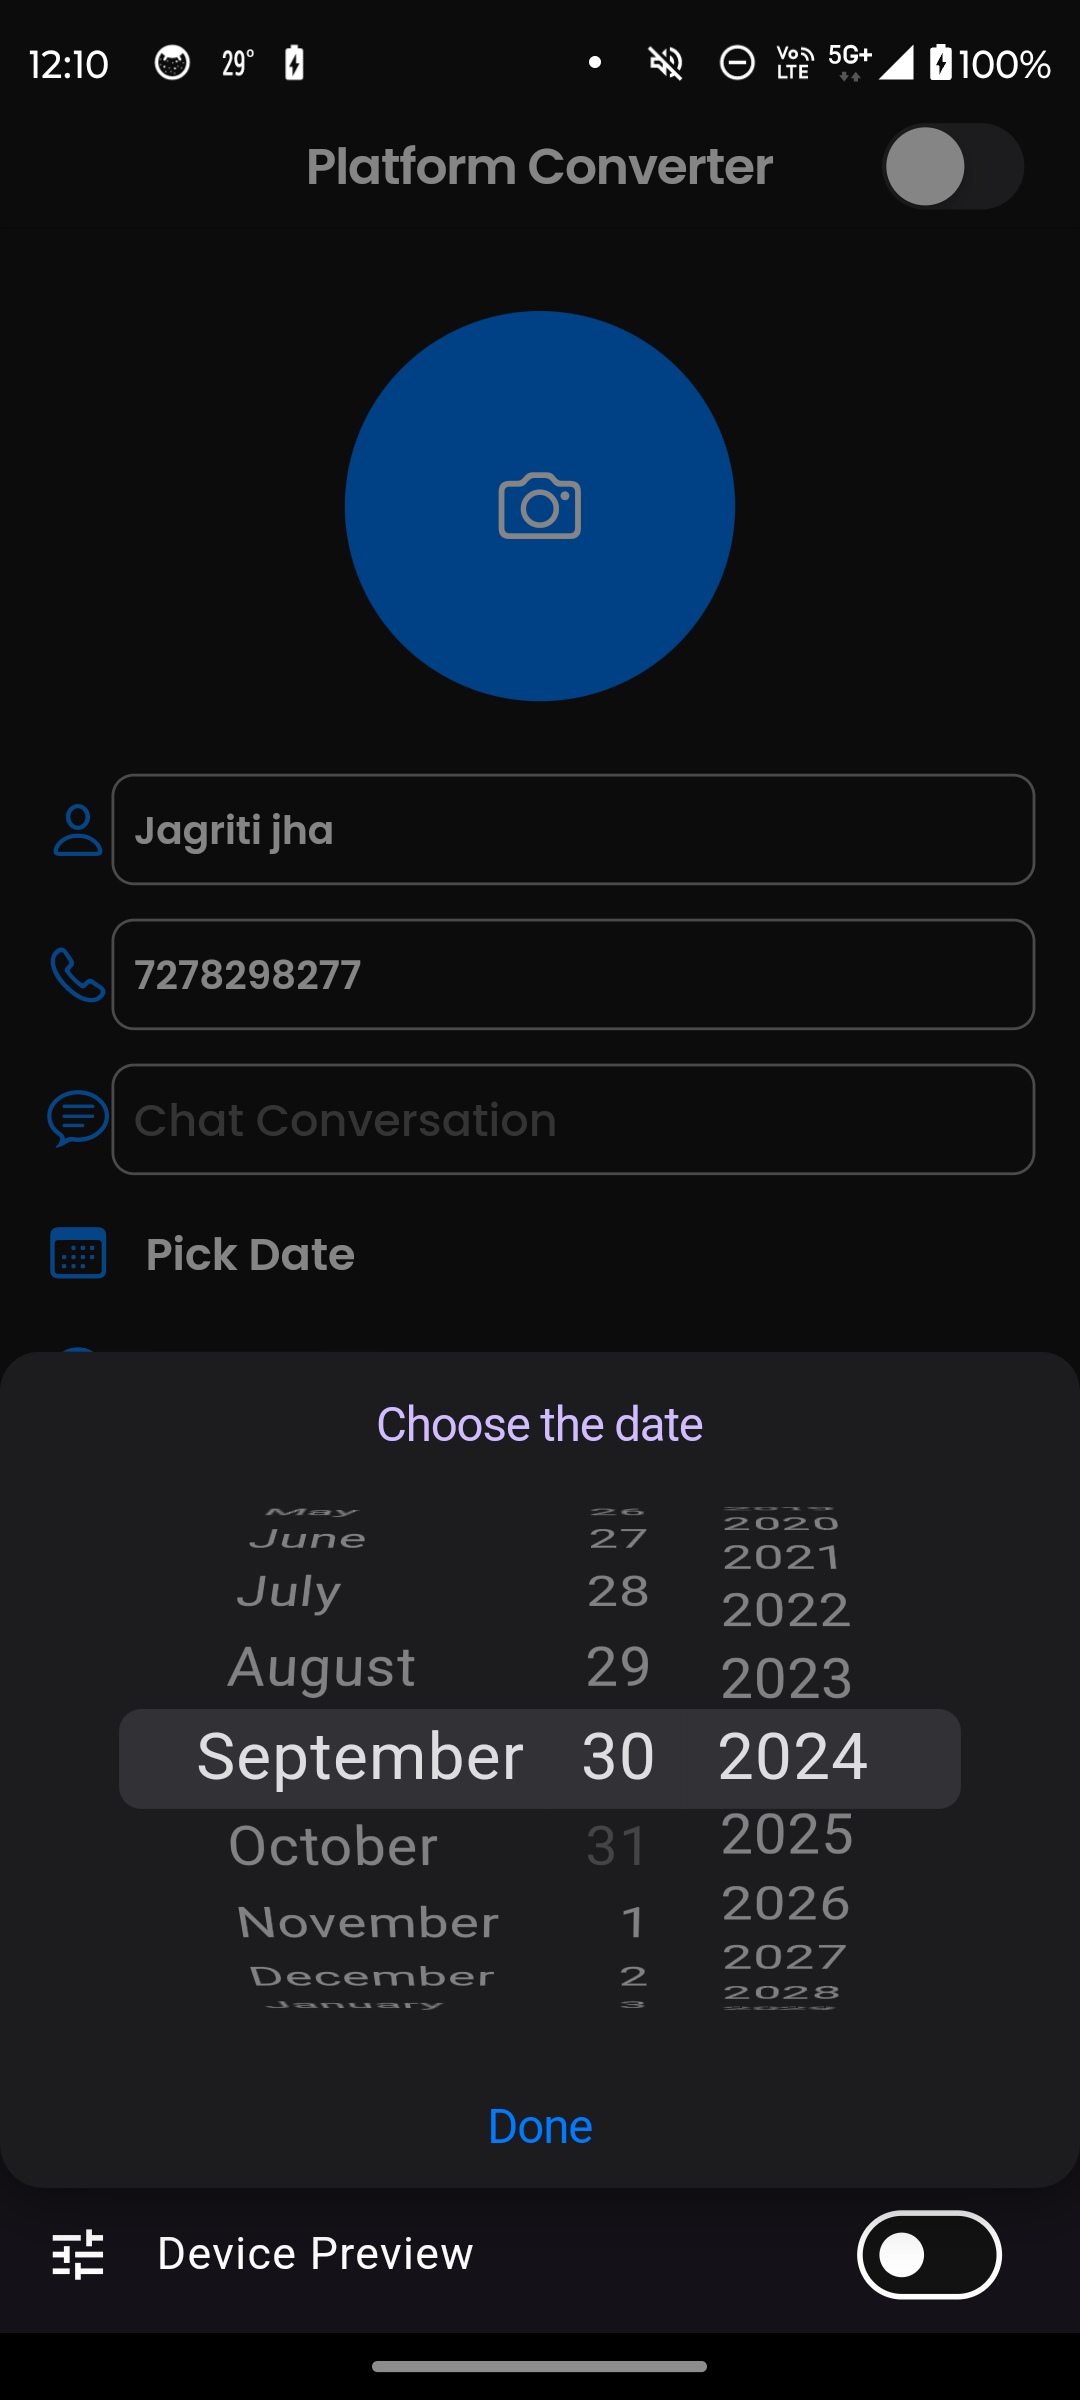 12:10 29° VoLTE 5G+ 100%
Platform Converter
Jagriti jha
7278298277
Chat Conversation
Pick Date
Choose the date
May 26 2019
June 27 2020
2021
July 28 2022
August 29 2023
September 30 2024
October 31 2025
November 1 2026
December 2 2027
2028
January 3 2029
Done
Device Preview